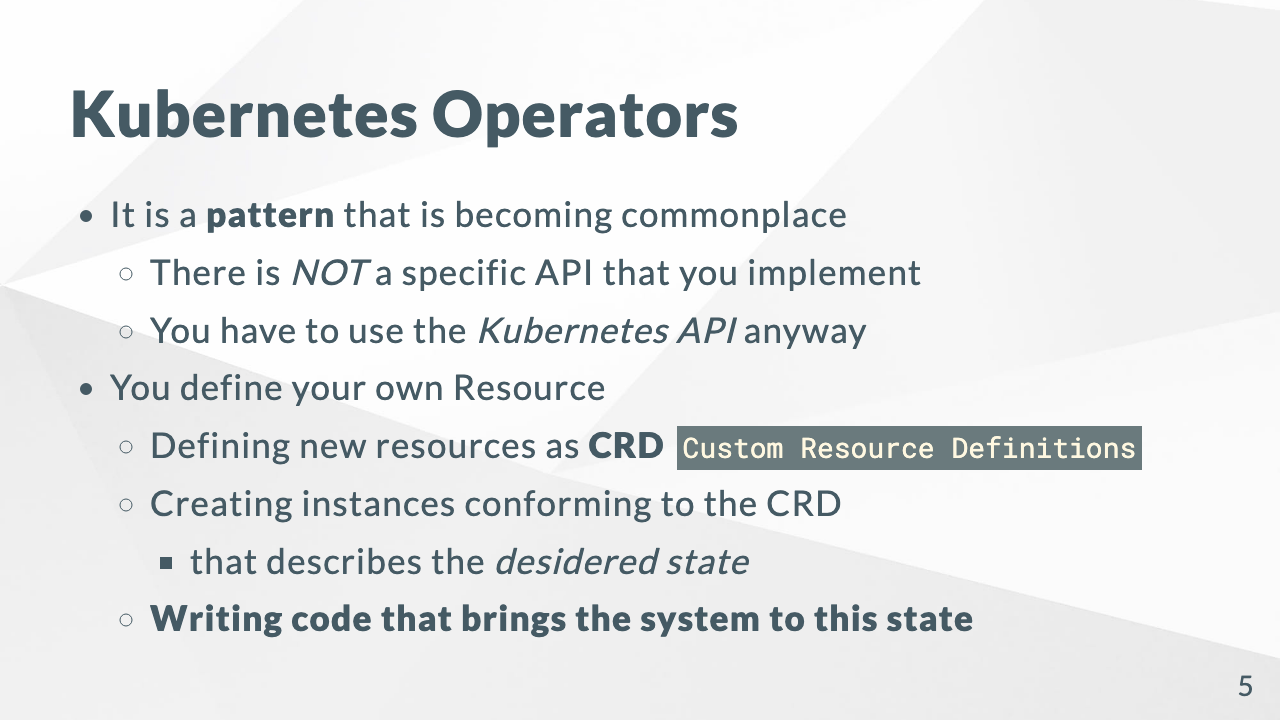 Kubernetes Operators
• It is a pattern that is becoming commonplace
○ There is NOT a specific API that you implement
○ You have to use the Kubernetes API anyway
• You define your own Resource
○ Defining new resources as CRD Custom Resource Definitions
○ Creating instances conforming to the CRD
▪ that describes the desidered state
○ Writing code that brings the system to this state
5